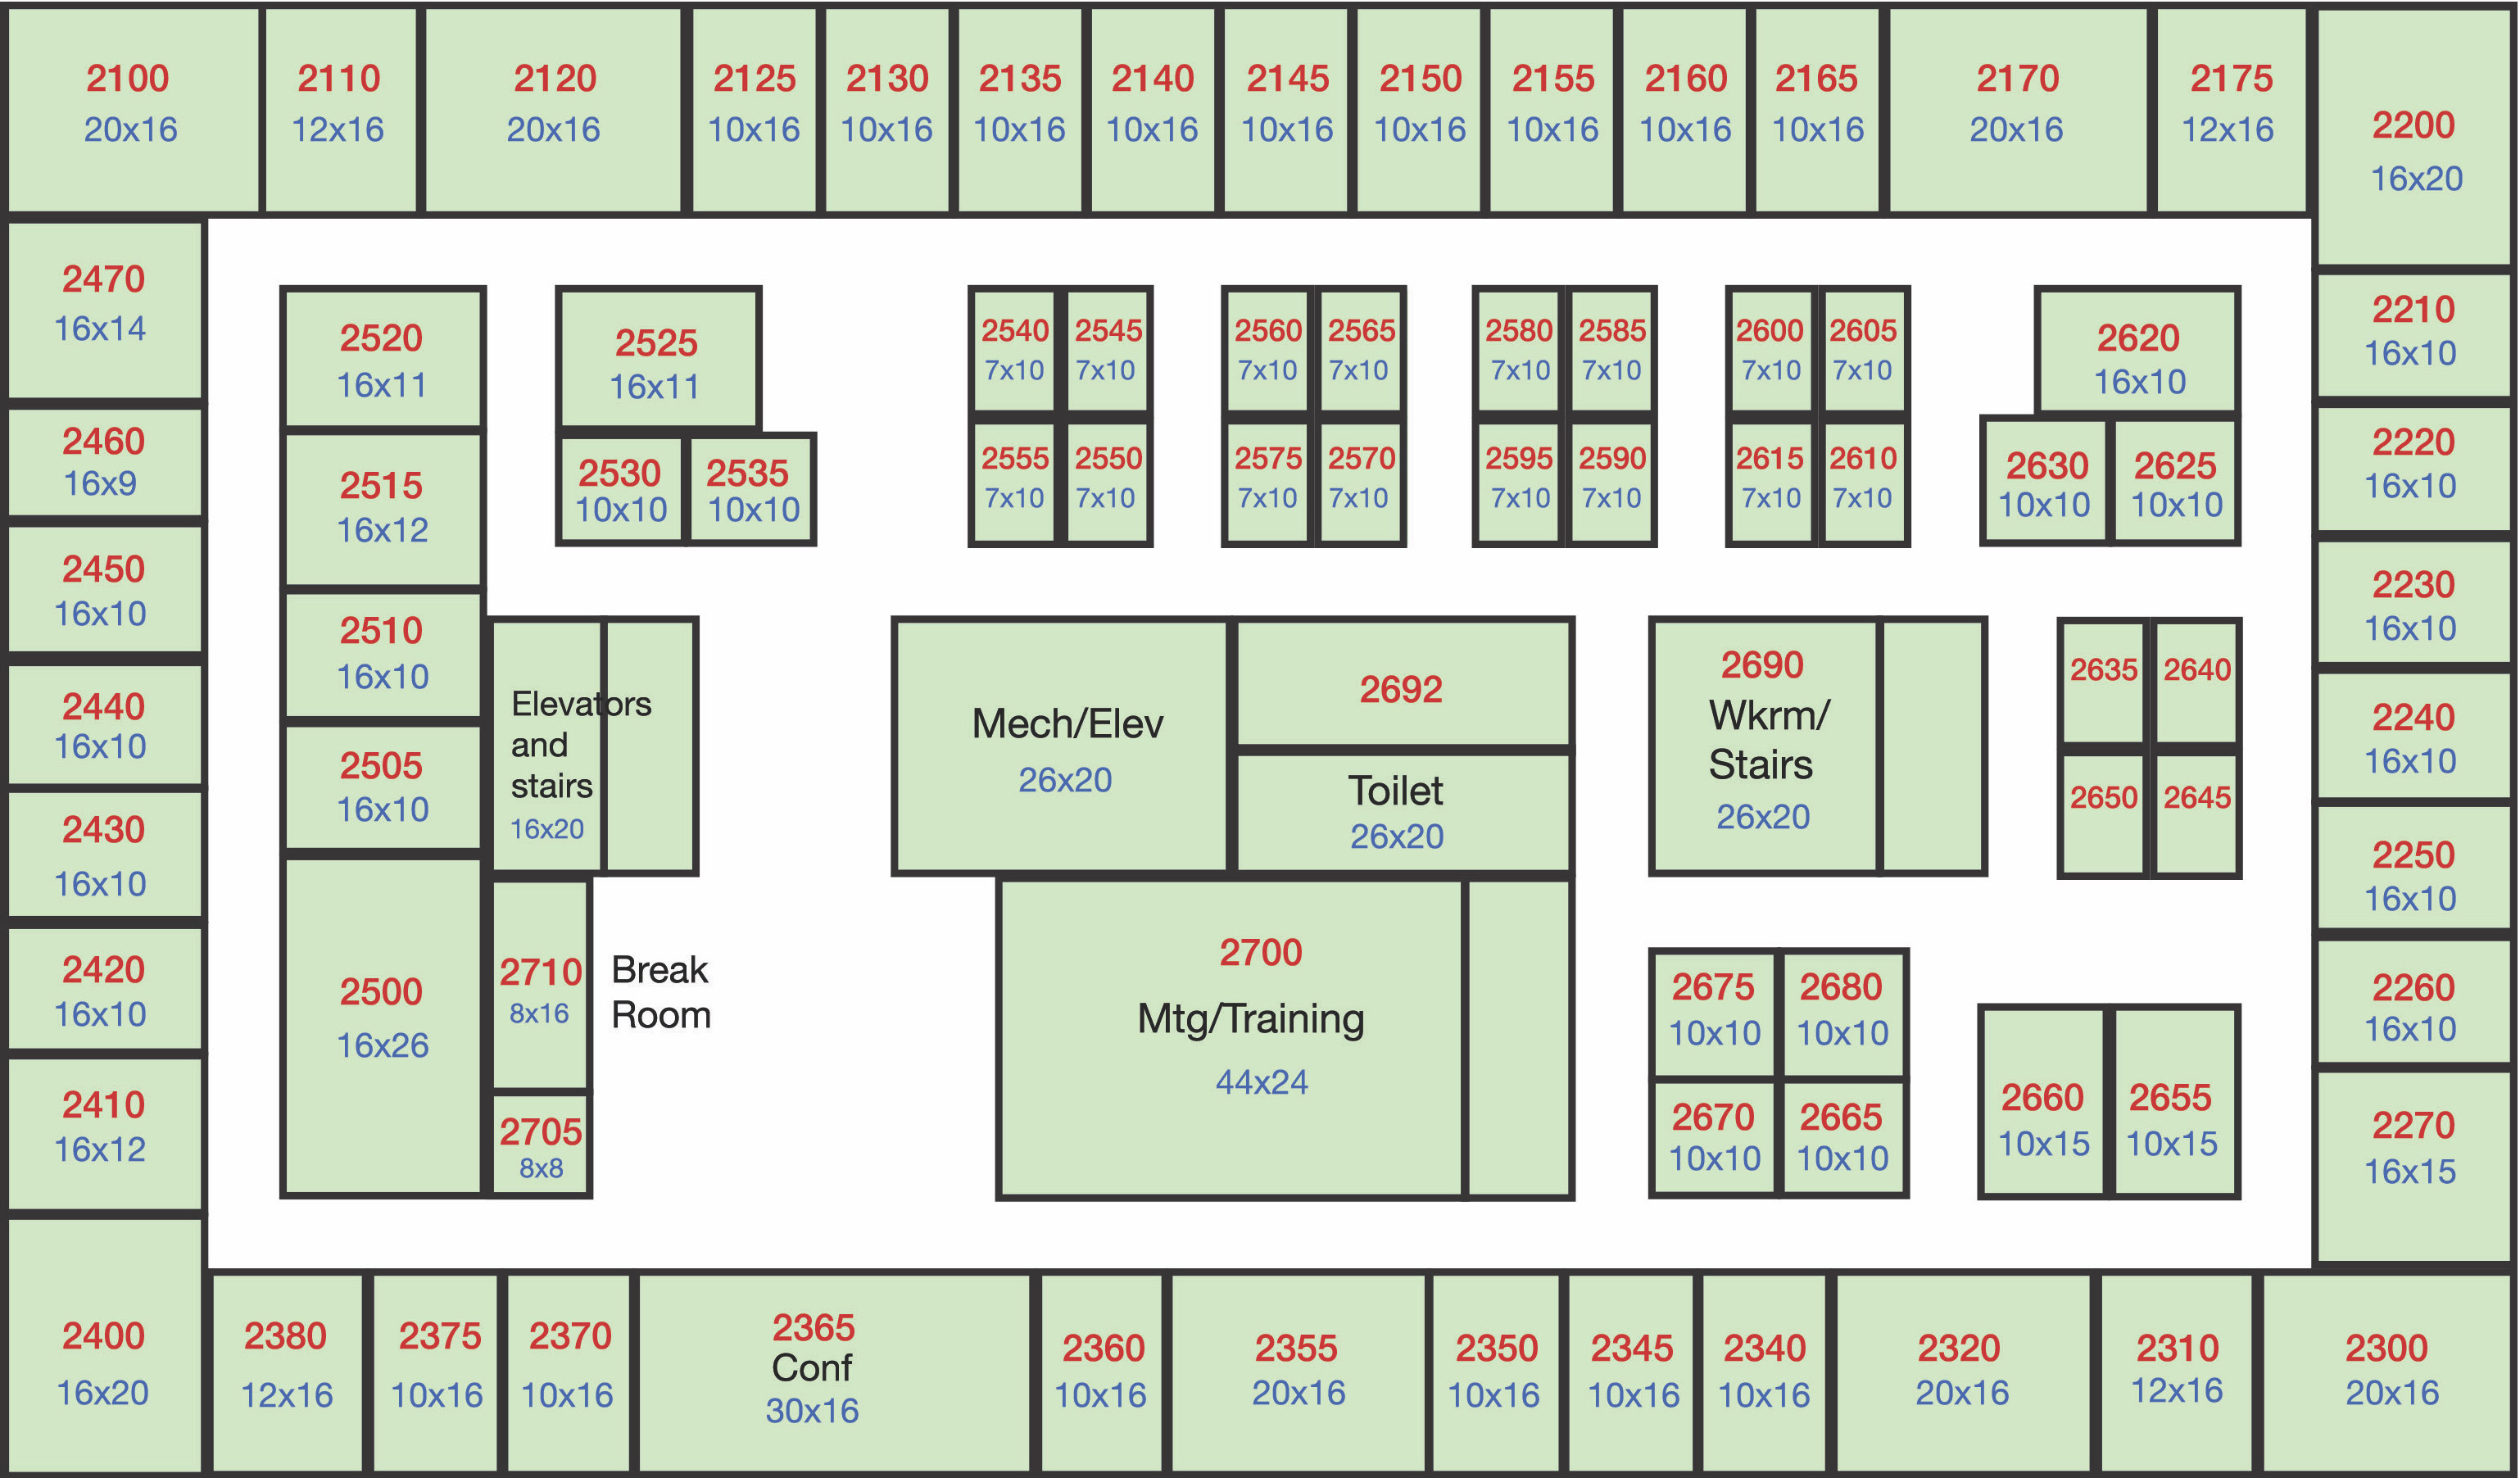 2100
20x16
2110
12x16
2120
20x16
2125
10x16
2130
10x16
2135
10x16
2140
10x16
2145
10x16
2150
10x16
2155
10x16
2160
10x16
2165
10x16
2170
20x16
2175
12x16
2200
16x20
2470
16x14
2460
16x9
2450
16x10
2440
16x10
2430
16x10
2420
16x10
2410
16x12
2400
16x20
2520
16x11
2515
16x12
2510
16x10
2505
16x10
2500
16x26
2525
16x11
2530
10x10
2535
10x10
Elevators
and
stairs
16x20
2710
8x16
2705
8x8
Break
Room
2540
7x10
2545
7x10
2555
7x10
2550
7x10
2560
7x10
2565
7x10
2575
7x10
2570
7x10
2580
7x10
2585
7x10
2595
7x10
2590
7x10
2600
7x10
2605
7x10
2615
7x10
2610
7x10
2620
16x10
2630
10x10
2625
10x10
Mech/Elev
26x20
2692
Toilet
26x20
2700
Mtg/Training
44x24
2690
Wkrm/
Stairs
26x20
2635
2640
2650
2645
2675
10x10
2680
10x10
2670
10x10
2665
10x10
2660
10x15
2655
10x15
2210
16x10
2220
16x10
2230
16x10
2240
16x10
2250
16x10
2260
16x10
2270
16x15
2380
12x16
2375
10x16
2370
10x16
2365
Conf
30x16
2360
10x16
2355
20x16
2350
10x16
2345
10x16
2340
10x16
2320
20x16
2310
12x16
2300
20x16